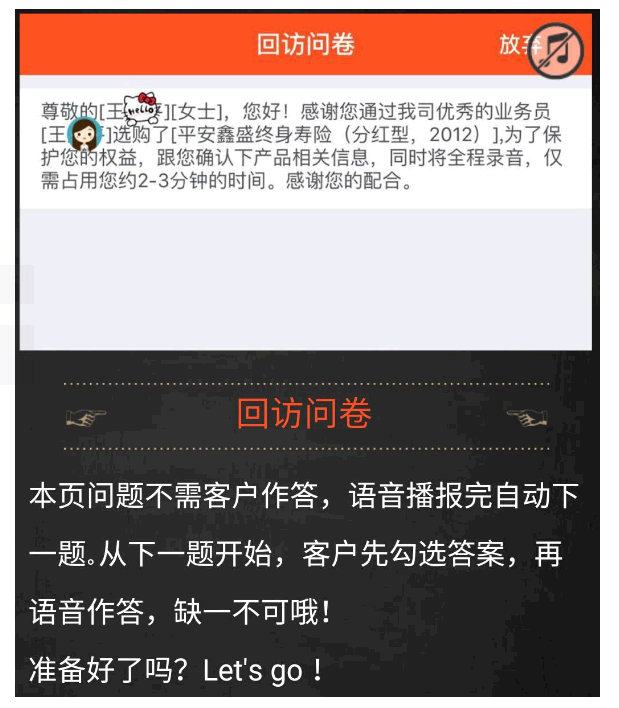 回访问卷
放弃
尊敬的[王hello][女士]，您好！感谢您通过我司优秀的业务员
[王]选购了[平安鑫盛终身寿险（分红型，2012）],为了保
护您的权益，跟您确认下产品相关信息，同时将全程录音，仅
需占用您约2-3分钟的时间。感谢您的配合。
回访问卷
本页问题不需客户作答，语音播报完自动下
一题。从下一题开始，客户先勾选答案，再
语音作答，缺一不可哦！
准备好了吗？Let's go！